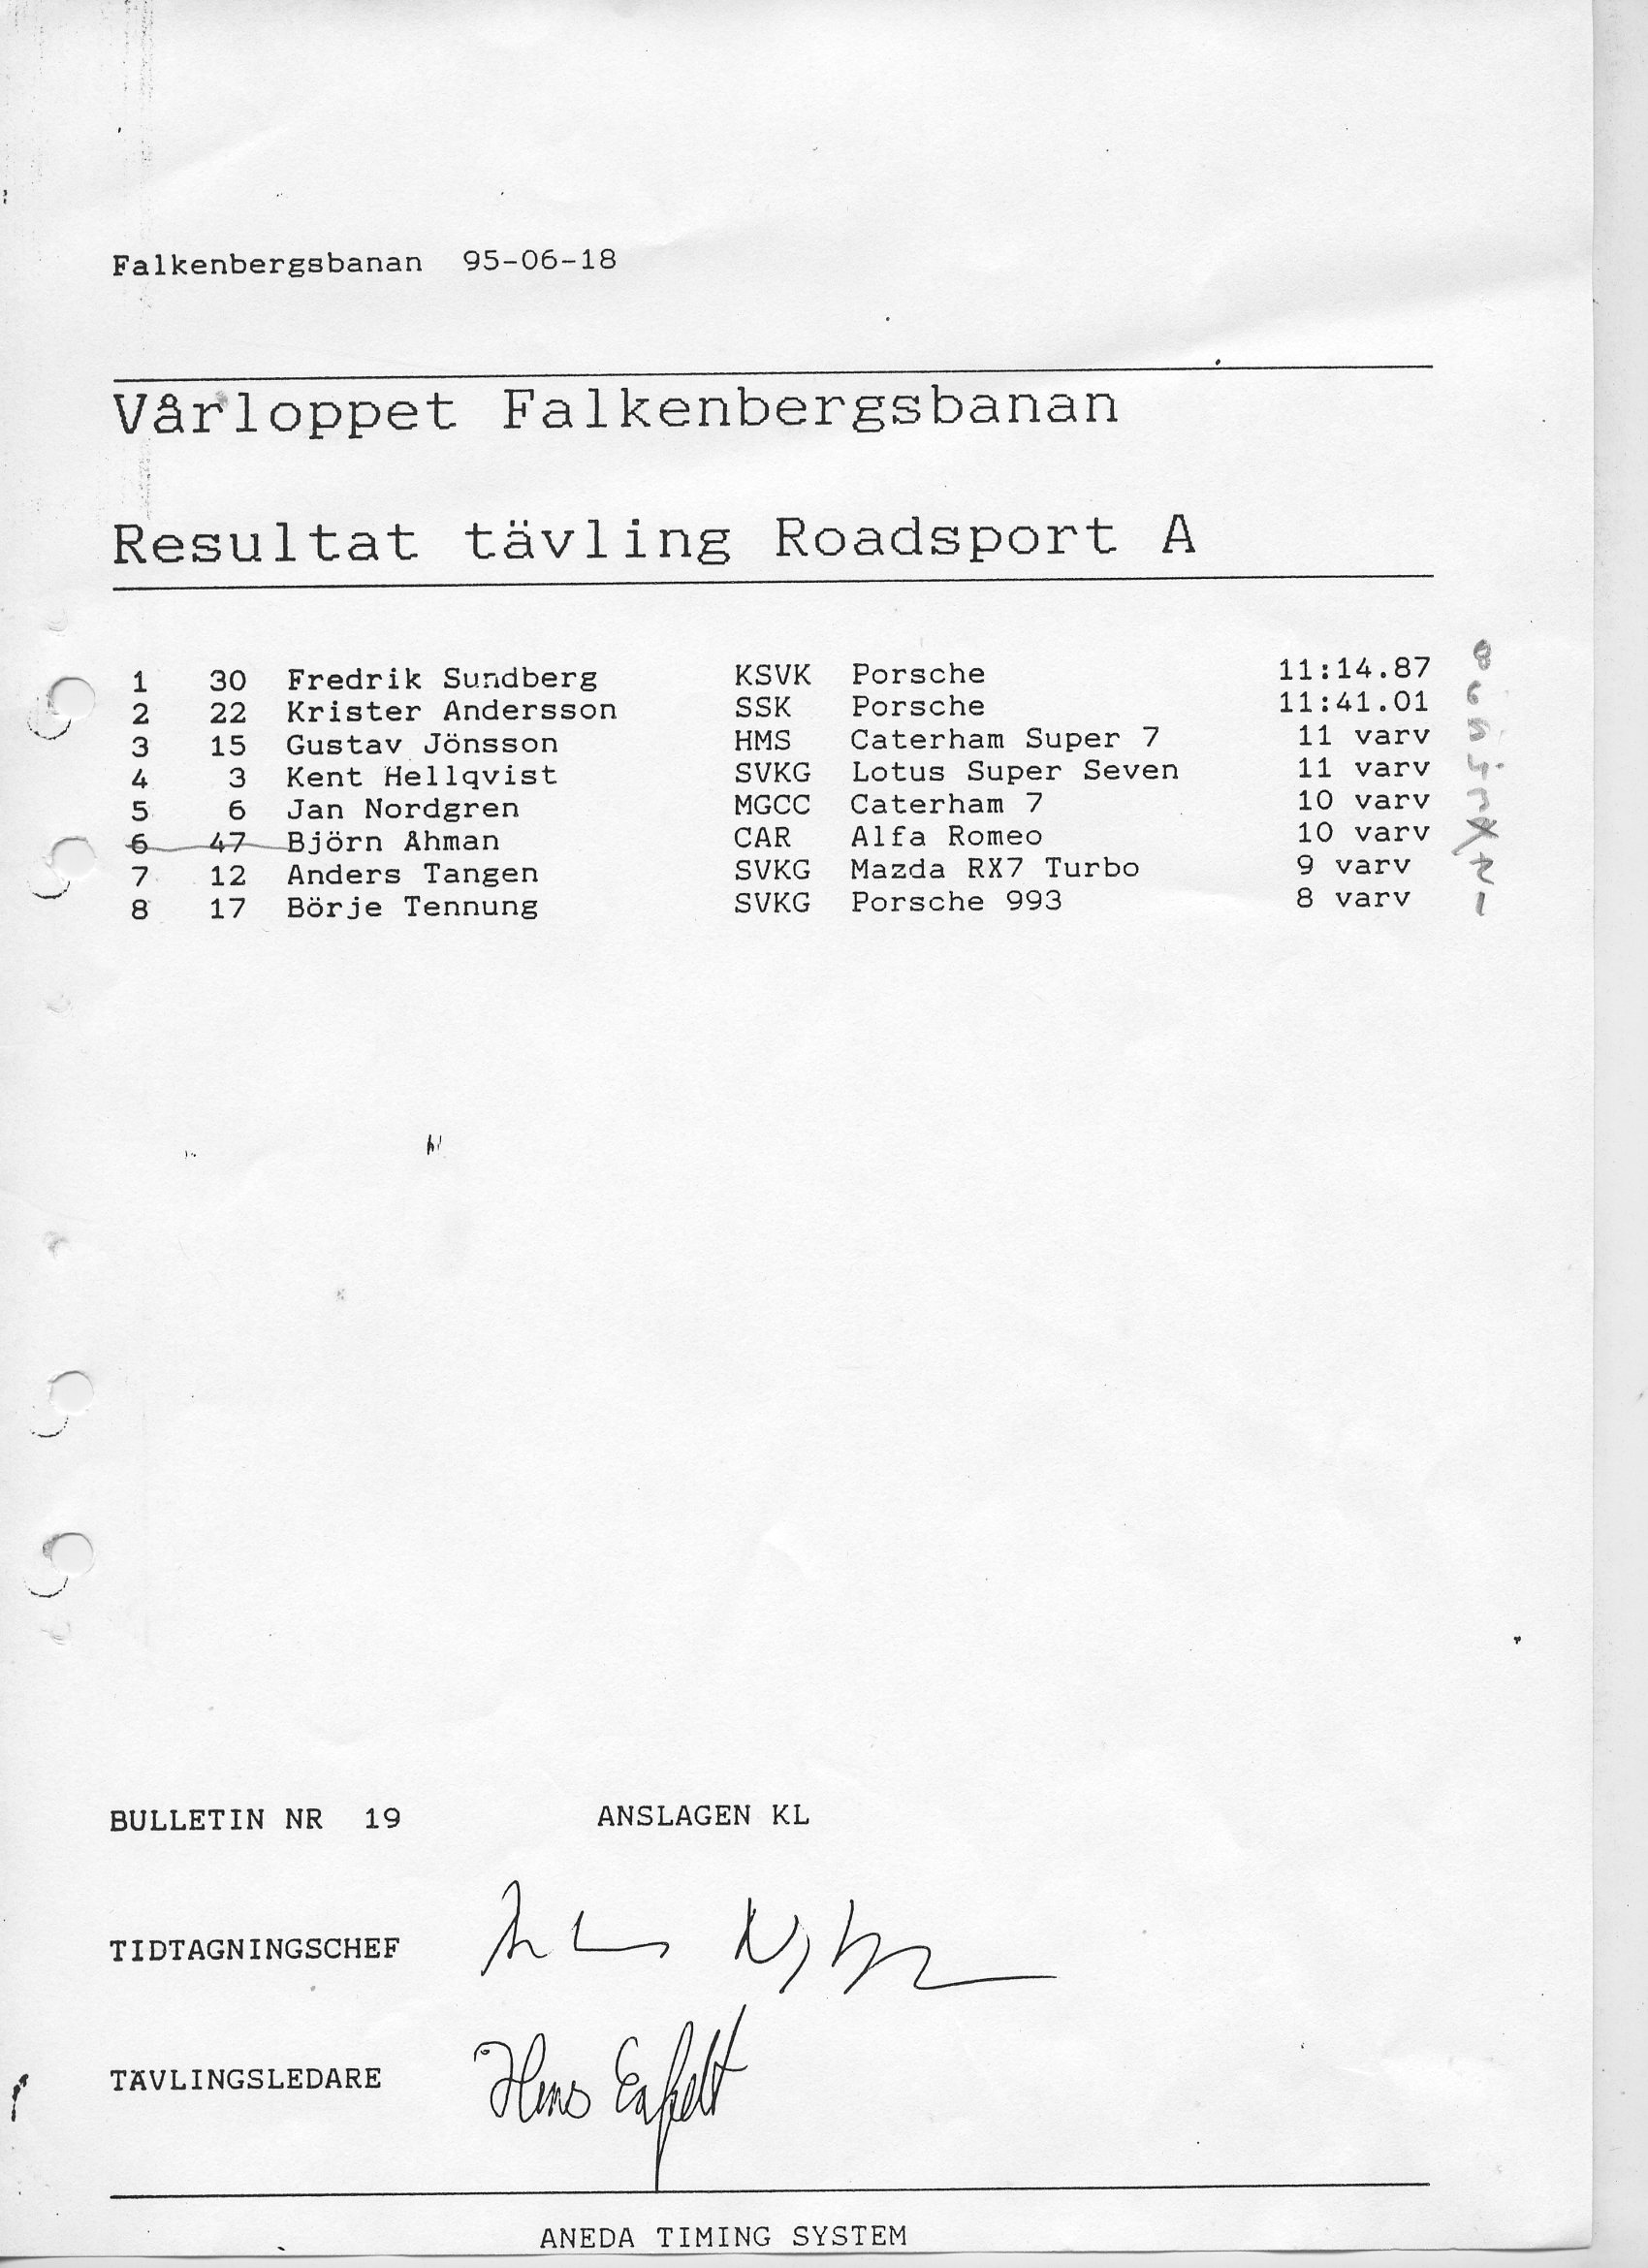 Falkenbergsbanan 95-06-18
Vårloppet Falkenbergsbanan
Resultat tävling Roadsport A
1 30 Fredrik Sundberg KSVK Porsche 11:14.87 8
2 22 Krister Andersson SSK Porsche 11:41.01 6
3 15 Gustav Jönsson HMS Caterham Super 7 11 varv 5
4 3 Kent Hellqvist SVKG Lotus Super Seven 11 varv 4
5 6 Jan Nordgren MGCC Caterham 7 10 varv 3
6 47 Björn Åhman CAR Alfa Romeo 10 varv
7 12 Anders Tangen SVKG Mazda RX7 Turbo 9 varv 2
8 17 Börje Tennung SVKG Porsche 993 8 varv 1
BULLETIN NR 19 ANSLAGEN KL
TIDTAGNINGSCHEF
TÄVLINGSLEDARE Hans
ANEDA TIMING SYSTEM